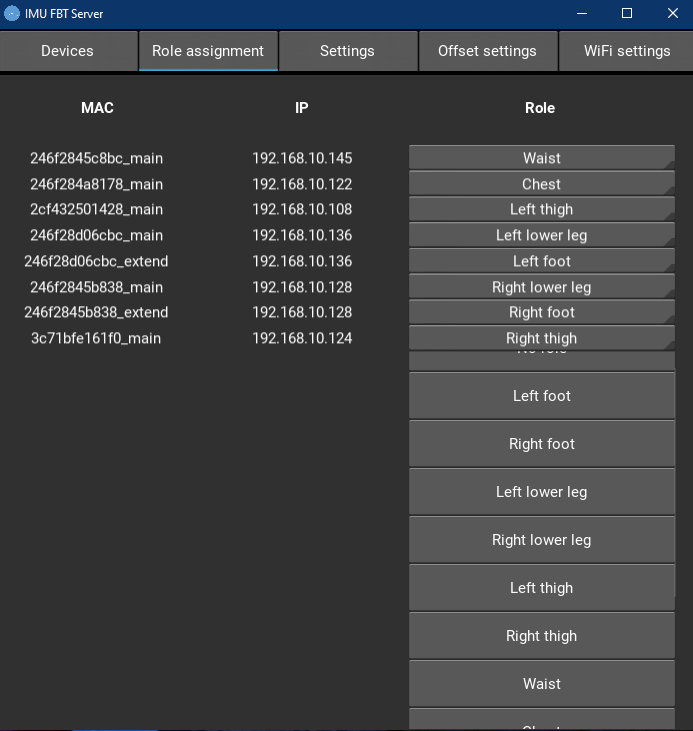 IMU FBT Server
Devices Role assignment Settings Offset settings WiFi settings
MAC IP Role
246f2845c8bc_main 192.168.10.145 Waist
246f284a8178_main 192.168.10.122 Chest
2cf432501428_main 192.168.10.108 Left thigh
246f28d06cbc_main 192.168.10.136 Left lower leg
246f28d06cbc_extend 192.168.10.136 Left foot
246f2845b838_main 192.168.10.128 Right lower leg
246f2845b838_extend 192.168.10.128 Right foot
3c71bfe161f0_main 192.168.10.124 Right thigh
No role
Left foot
Right foot
Left lower leg
Right lower leg
Left thigh
Right thigh
Waist
Chest